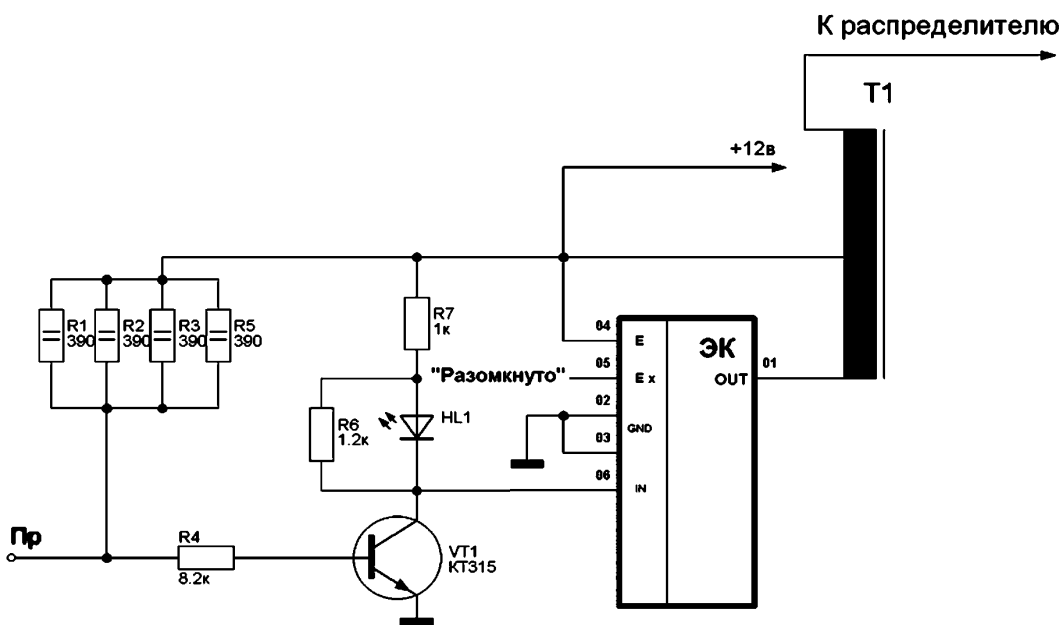 К распределителю
T1
+12в
R1
390
R2
390
R3
390
R5
390
R7
1к
04
E
ЭК
"Разомкнуто"
05
E x
01
OUT
02
GND
03
R6
1.2к
HL1
06
IN
Пр
R4
8.2к
VT1
КТ315